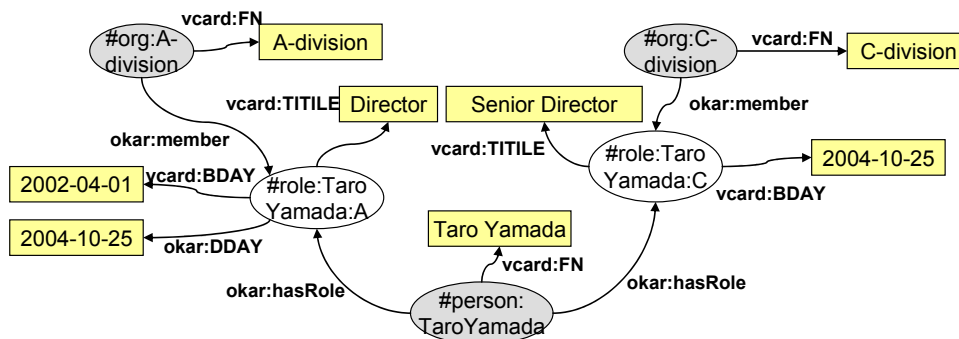 vcard:FN
#org:A-
division
A-division
#org:C-
division
vcard:FN
C-division
vcard:TITILE
Director
Senior Director
okar:member
okar:member
vcard:TITILE
#role:Taro
Yamada:C
2004-10-25
vcard:BDAY
2002-04-01
vcard:BDAY
#role:Taro
Yamada:A
2004-10-25
okar:DDAY
Taro Yamada
vcard:FN
okar:hasRole
okar:hasRole
#person:
TaroYamada